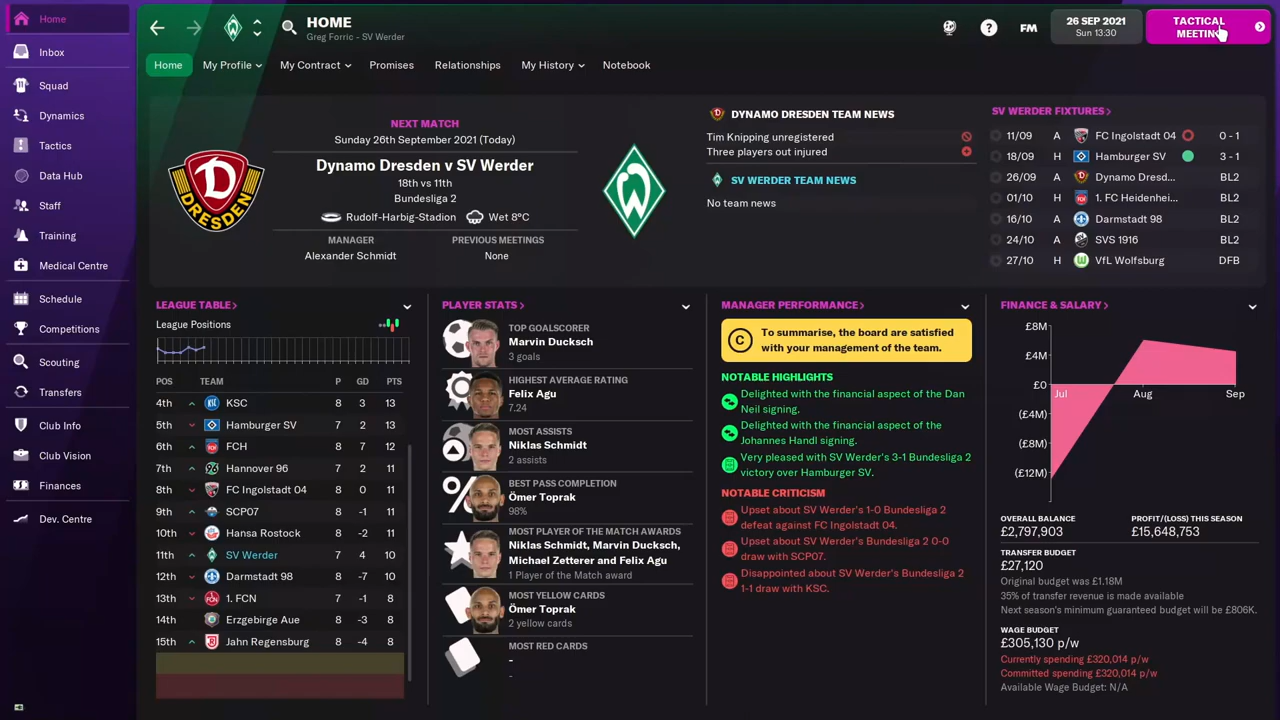 Home
Inbox
Squad
Dynamics
Tactics
Data Hub
Staff
Training
Medical Centre
Schedule
Competitions
Scouting
Transfers
Club Info
Club Vision
Finances
Dev. Centre
HOME
Greg Forric - SV Werder
?
FM
26 SEP 2021
Sun 13:30
TACTICAL
MEETING
Home
My Profile
My Contract
Promises
Relationships
My History
Notebook
NEXT MATCH
Sunday 26th September 2021 (Today)
Dynamo Dresden v SV Werder
18th vs 11th
Bundesliga 2
Rudolf-Harbig-Stadion
Wet 8°C
MANAGER
Alexander Schmidt
PREVIOUS MEETINGS
None
DYNAMO DRESDEN TEAM NEWS
Tim Knipping unregistered
Three players out injured
SV WERDER TEAM NEWS
No team news
SV WERDER FIXTURES
11/09 A FC Ingolstadt 04 0 - 1
18/09 H Hamburger SV 3 - 1
26/09 A Dynamo Dresd... BL2
01/10 H 1. FC Heidenhei... BL2
16/10 A Darmstadt 98 BL2
24/10 A SVS 1916 BL2
27/10 H VfL Wolfsburg DFB
LEAGUE TABLE
League Positions
POS TEAM P GD PTS
4th KSC 8 3 13
5th Hamburger SV 7 2 13
6th FCH 8 7 12
7th Hannover 96 7 2 11
8th FC Ingolstadt 04 8 0 11
9th SCP07 8 -1 11
10th Hansa Rostock 8 -2 11
11th SV Werder 7 4 10
12th Darmstadt 98 8 -7 10
13th 1. FCN 7 -1 8
14th Erzgebirge Aue 8 -3 8
15th Jahn Regensburg 8 -4 8
PLAYER STATS
TOP GOALSCORER
Marvin Ducksch
3 goals
HIGHEST AVERAGE RATING
Felix Agu
7.24
MOST ASSISTS
Niklas Schmidt
2 assists
BEST PASS COMPLETION
Ömer Toprak
98%
MOST PLAYER OF THE MATCH AWARDS
Niklas Schmidt, Marvin Ducksch,
Michael Zetterer and Felix Agu
1 Player of the Match award
MOST YELLOW CARDS
Ömer Toprak
2 yellow cards
MOST RED CARDS
-
-
MANAGER PERFORMANCE
C
To summarise, the board are satisfied
with your management of the team.
NOTABLE HIGHLIGHTS
Delighted with the financial aspect of the Dan
Neil signing.
Delighted with the financial aspect of the
Johannes Handl signing.
Very pleased with SV Werder's 3-1 Bundesliga 2
victory over Hamburger SV.
NOTABLE CRITICISM
Upset about SV Werder's 1-0 Bundesliga 2
defeat against FC Ingolstadt 04.
Upset about SV Werder's Bundesliga 2 0-0
draw with SCP07.
Disappointed about SV Werder's Bundesliga 2
1-1 draw with KSC.
FINANCE & SALARY
£8M
£4M
£0
(£4M)
(£8M)
(£12M)
Jul Aug Sep
OVERALL BALANCE
£2,797,903
PROFIT/(LOSS) THIS SEASON
£15,648,753
TRANSFER BUDGET
£27,120
Original budget was £1.18M
35% of transfer revenue is made available
Next season's minimum guaranteed budget will be £806K.
WAGE BUDGET
£305,130 p/w
Currently spending £320,014 p/w
Committed spending £320,014 p/w
Available Wage Budget: N/A